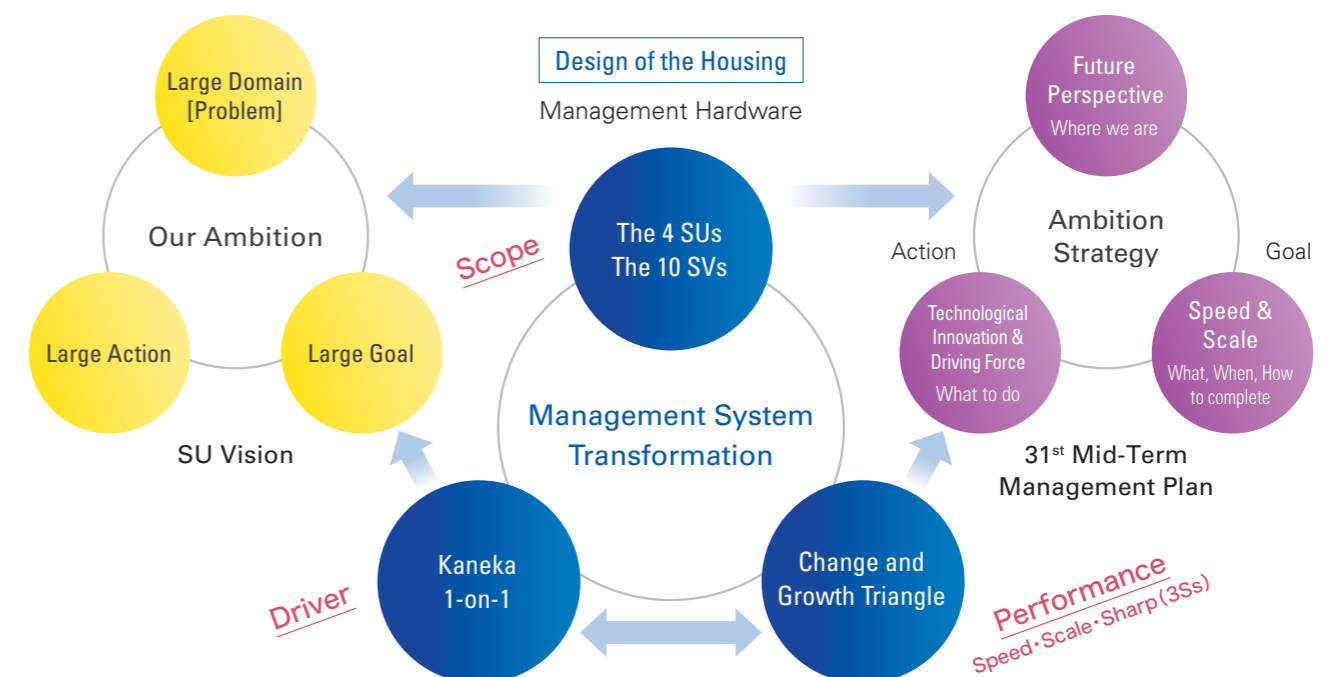 Design of the Housing
Management Hardware
Large Domain
[Problem]
Our Ambition
Large Action
Large Goal
SU Vision
Scope
The 4 SUs
The 10 SVs
Management System
Transformation
Driver
Kaneka
1-on-1
Change and
Growth Triangle
Performance
Speed・Scale・Sharp (3Ss)
Future
Perspective
Where we are
Ambition
Strategy
Action
Goal
Technological
Innovation &
Driving Force
What to do
Speed &
Scale
What, When, How
to complete
31st Mid-Term
Management Plan